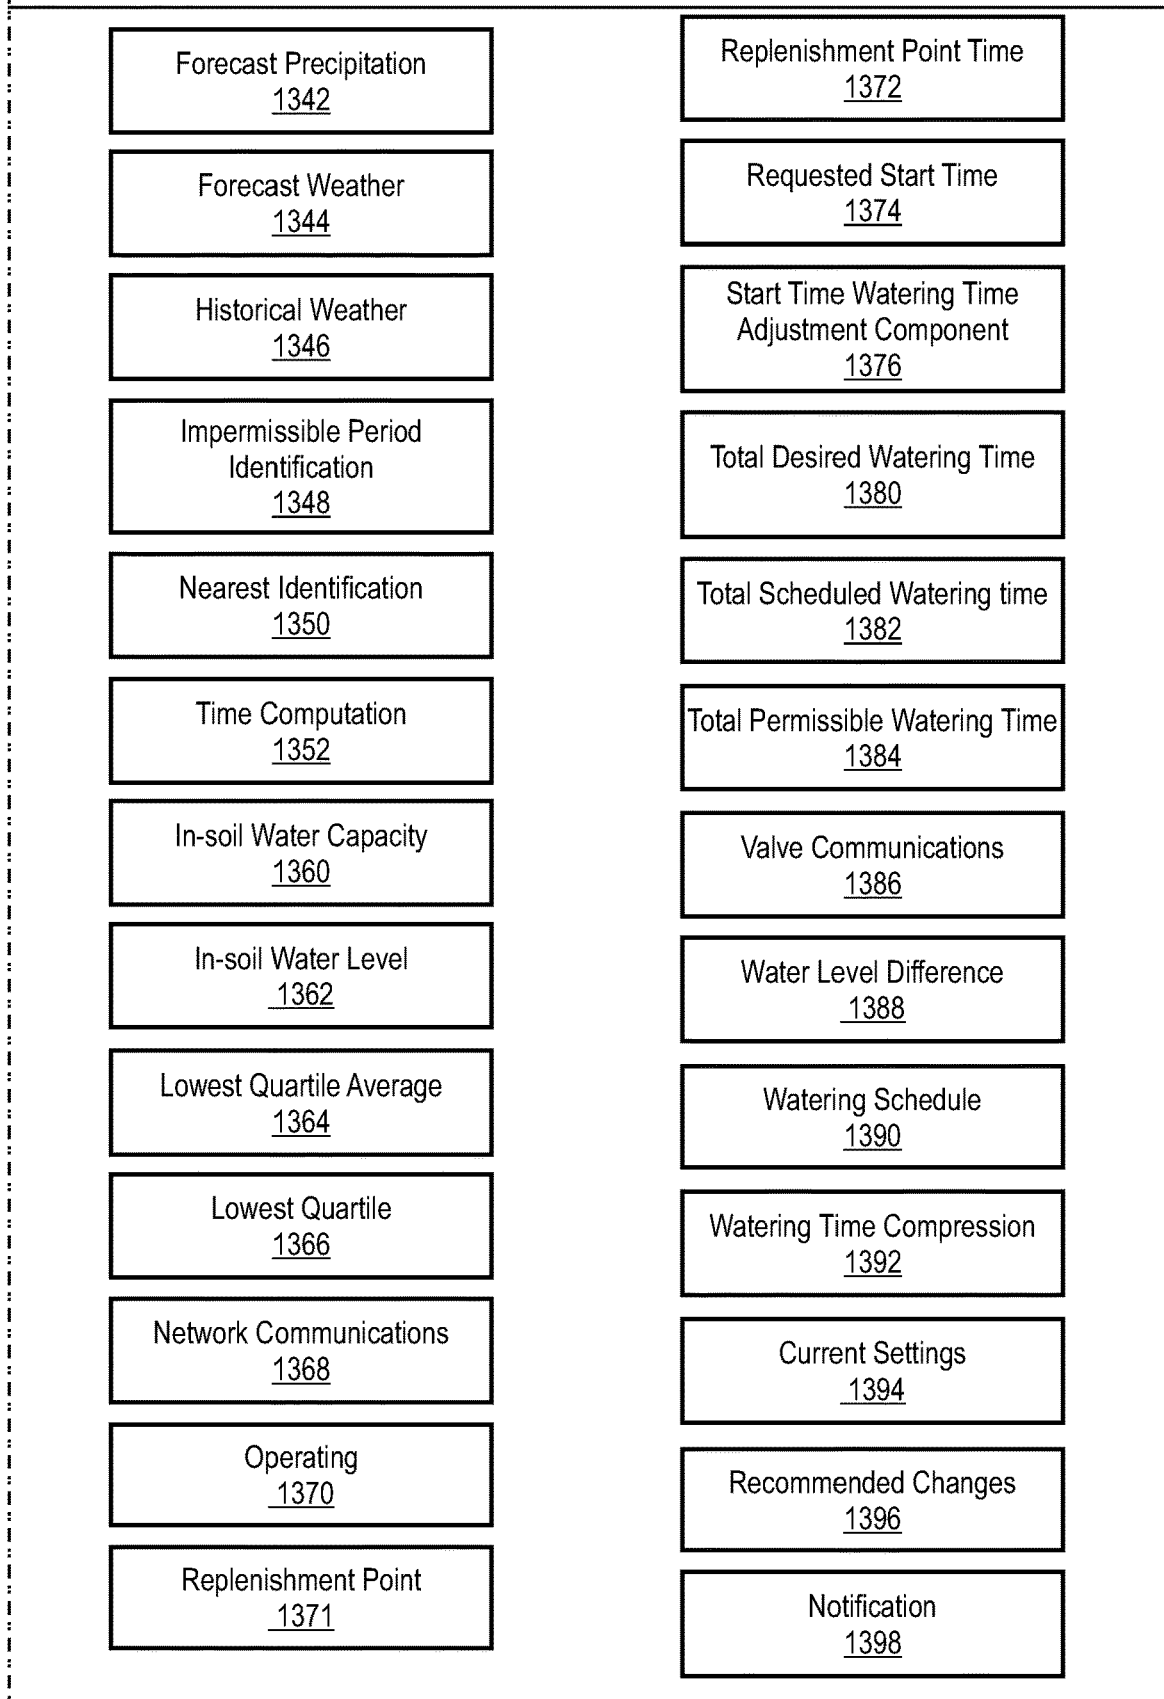 Forecast Precipitation
1342
Forecast Weather
1344
Historical Weather
1346
Impermissible Period
Identification
1348
Nearest Identification
1350
Time Computation
1352
In-soil Water Capacity
1360
In-soil Water Level
1362
Lowest Quartile Average
1364
Lowest Quartile
1366
Network Communications
1368
Operating
1370
Replenishment Point
1371
Replenishment Point Time
1372
Requested Start Time
1374
Start Time Watering Time
Adjustment Component
1376
Total Desired Watering Time
1380
Total Scheduled Watering time
1382
Total Permissible Watering Time
1384
Valve Communications
1386
Water Level Difference
1388
Watering Schedule
1390
Watering Time Compression
1392
Current Settings
1394
Recommended Changes
1396
Notification
1398